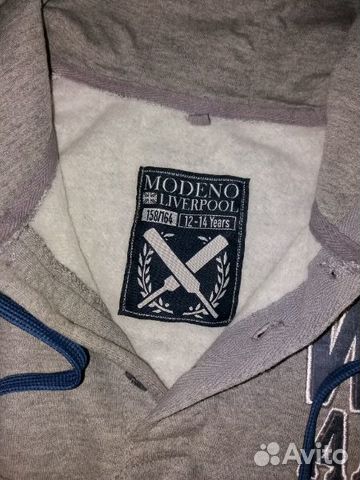 MODENO
LIVERPOOL
158/164 12-14 Years
Avito